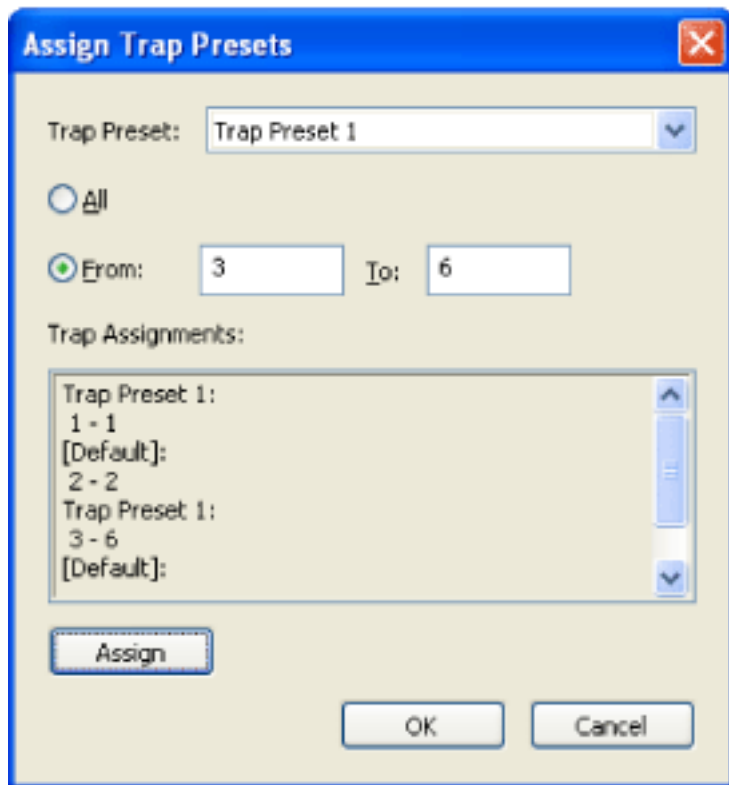 Assign Trap Presets
Trap Preset: Trap Preset 1
All
From: 3 To: 6
Trap Assignments:
Trap Preset 1:
1 - 1
[Default]:
2 - 2
Trap Preset 1:
3 - 6
[Default]:
Assign
OK Cancel